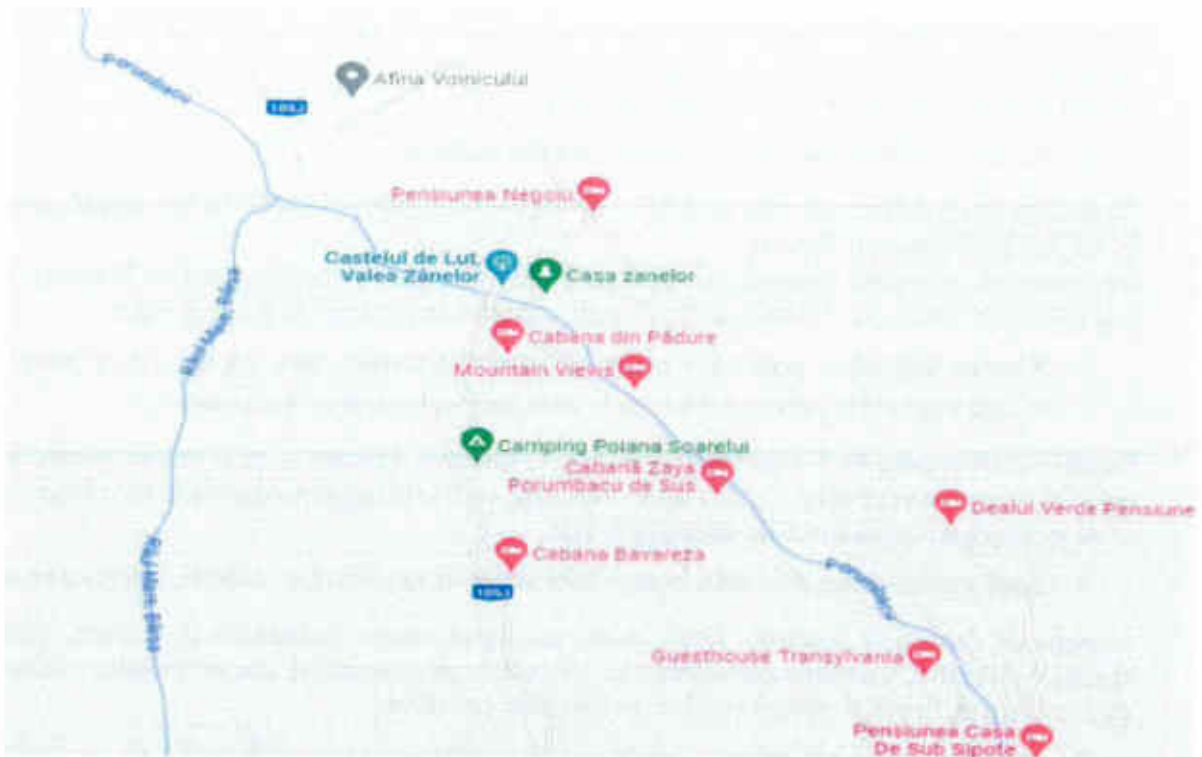 Porumbacu
Afina Voinicului
105J
Pensiunea Negoiu
Castelul de Lut,
Valea Zânelor
Casa zanelor
Cabana din Pădure
Mountain Views
Camping Poiana Soarelui
Cabană Zaya
Porumbacu de Sus
Dealul Verde Pensiune
Cabana Bavareza
105J
Guesthouse Transylvania
Pensiunea Casa
De Sub Sipote